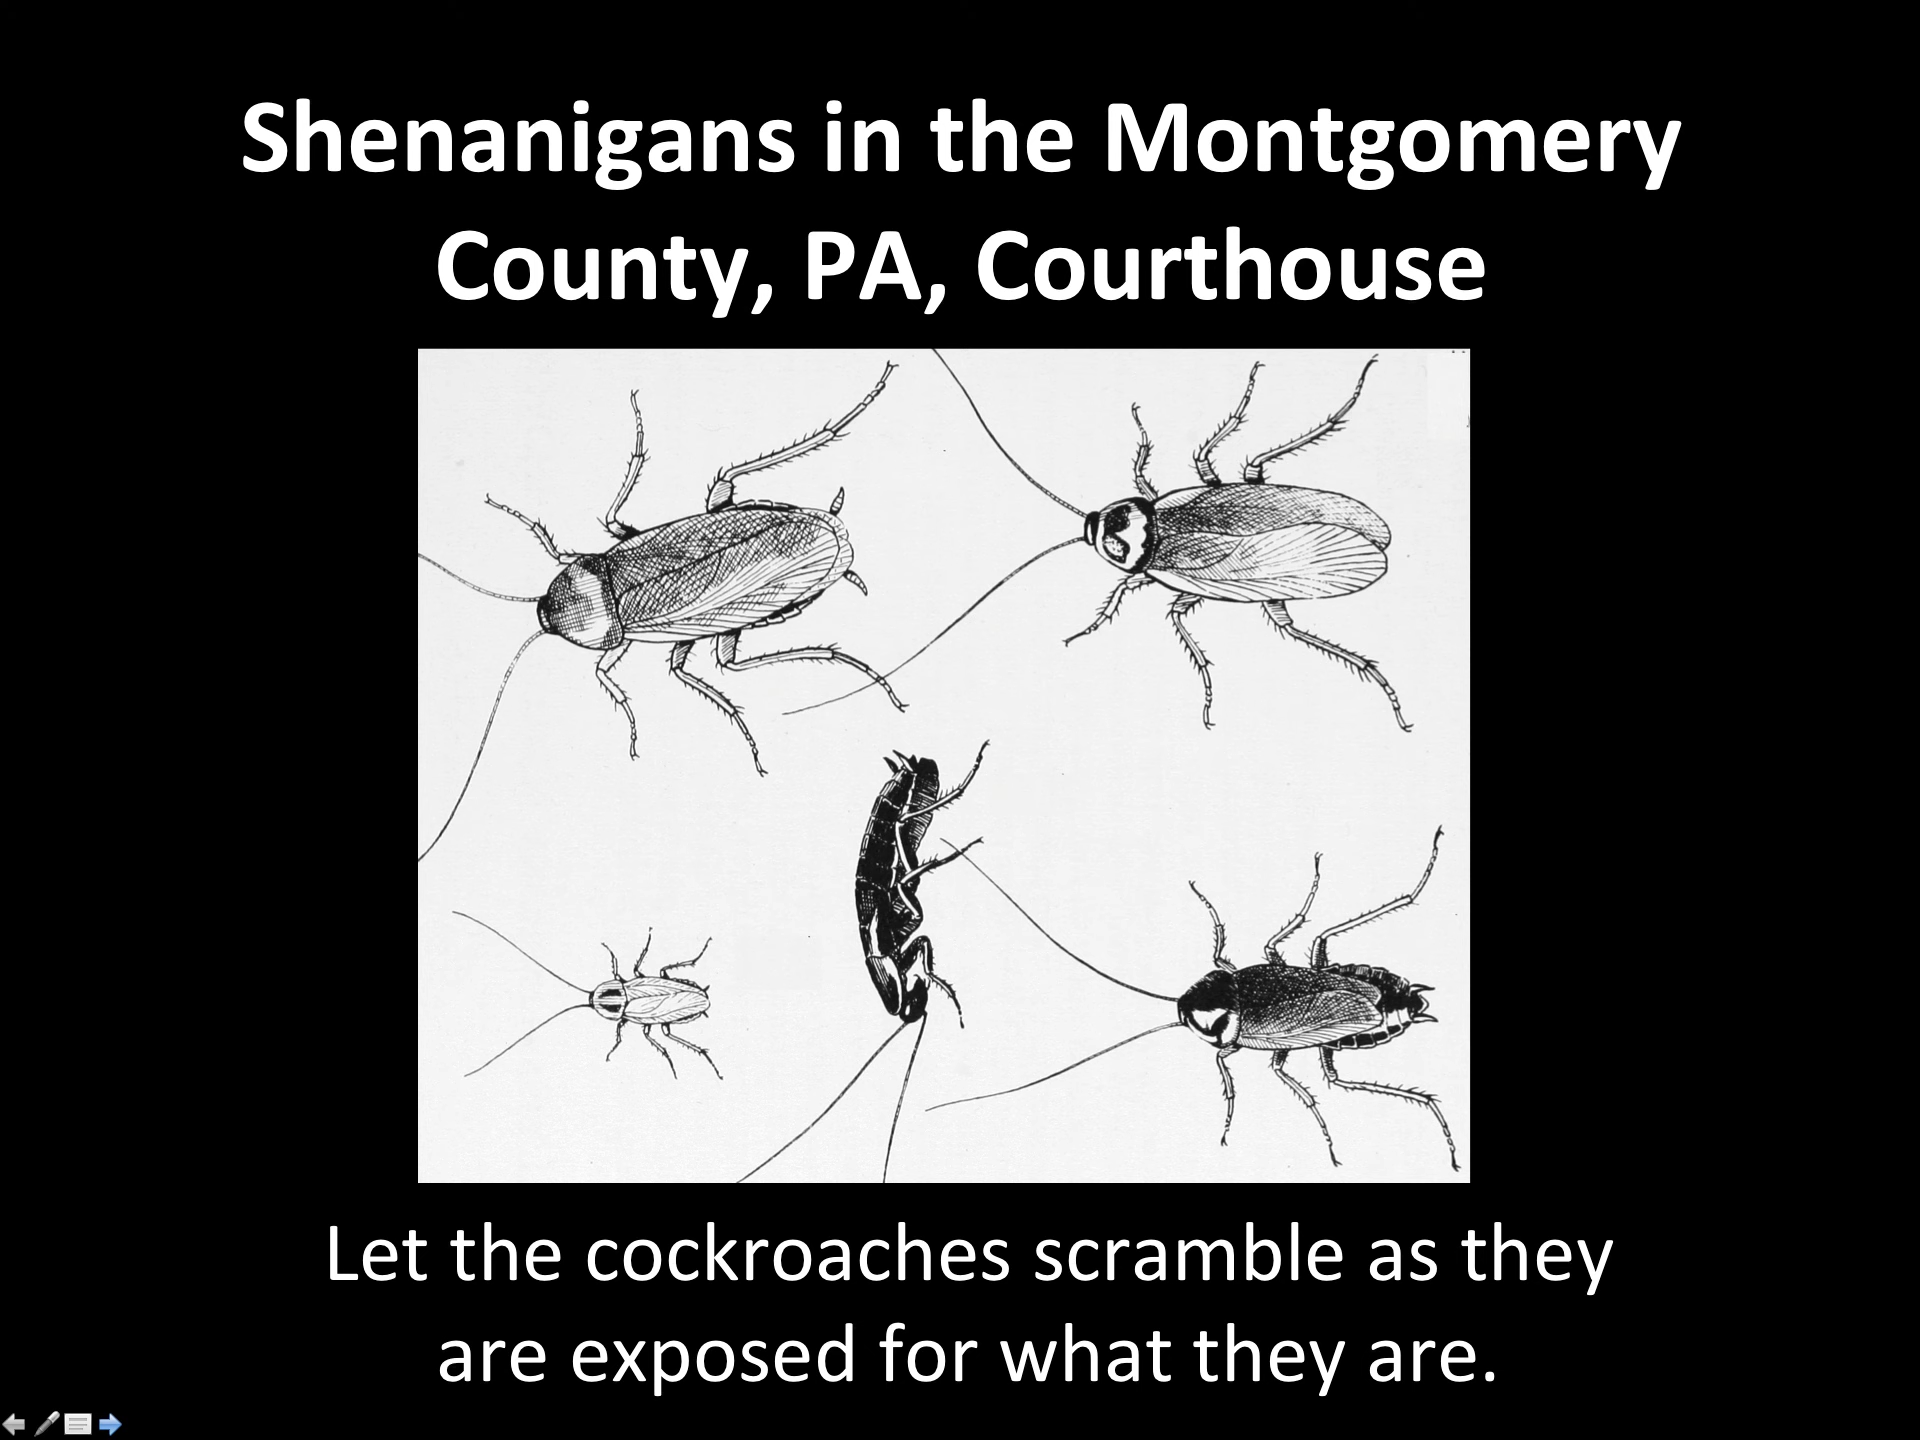 Shenanigans in the Montgomery
County, PA, Courthouse
Let the cockroaches scramble as they
are exposed for what they are.